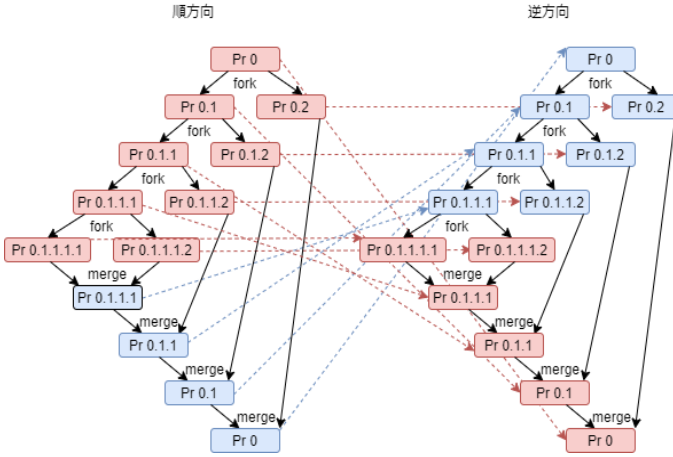 順方向
逆方向
Pr 0
fork
Pr 0.1
Pr 0.2
fork
Pr 0.1.1
Pr 0.1.2
fork
Pr 0.1.1.1
Pr 0.1.1.2
fork
Pr 0.1.1.1.1
Pr 0.1.1.1.2
merge
Pr 0.1.1.1
merge
Pr 0.1.1
merge
Pr 0.1
merge
Pr 0
Pr 0
fork
Pr 0.1
Pr 0.2
fork
Pr 0.1.1
Pr 0.1.2
fork
Pr 0.1.1.1
Pr 0.1.1.2
fork
Pr 0.1.1.1.1
Pr 0.1.1.1.2
merge
Pr 0.1.1.1
merge
Pr 0.1.1
merge
Pr 0.1
merge
Pr 0